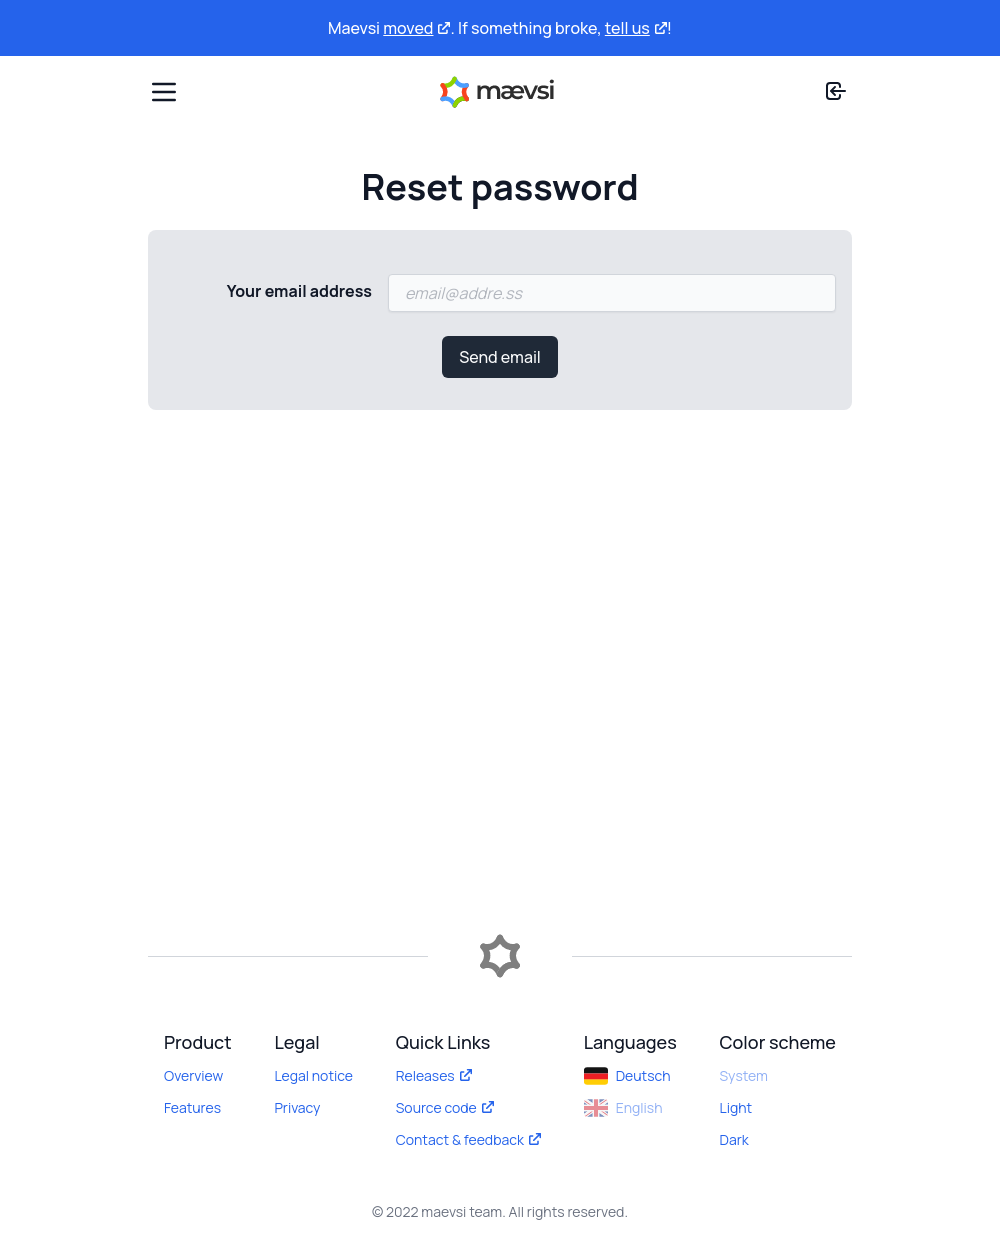 Maevsi moved. If something broke, tell us!
mævsi
Reset password
Your email address
email@addre.ss
Send email
Product
Overview
Features
Legal
Legal notice
Privacy
Quick Links
Releases
Source code
Contact & feedback
Languages
Deutsch
English
Color scheme
System
Light
Dark
© 2022 maevsi team. All rights reserved.